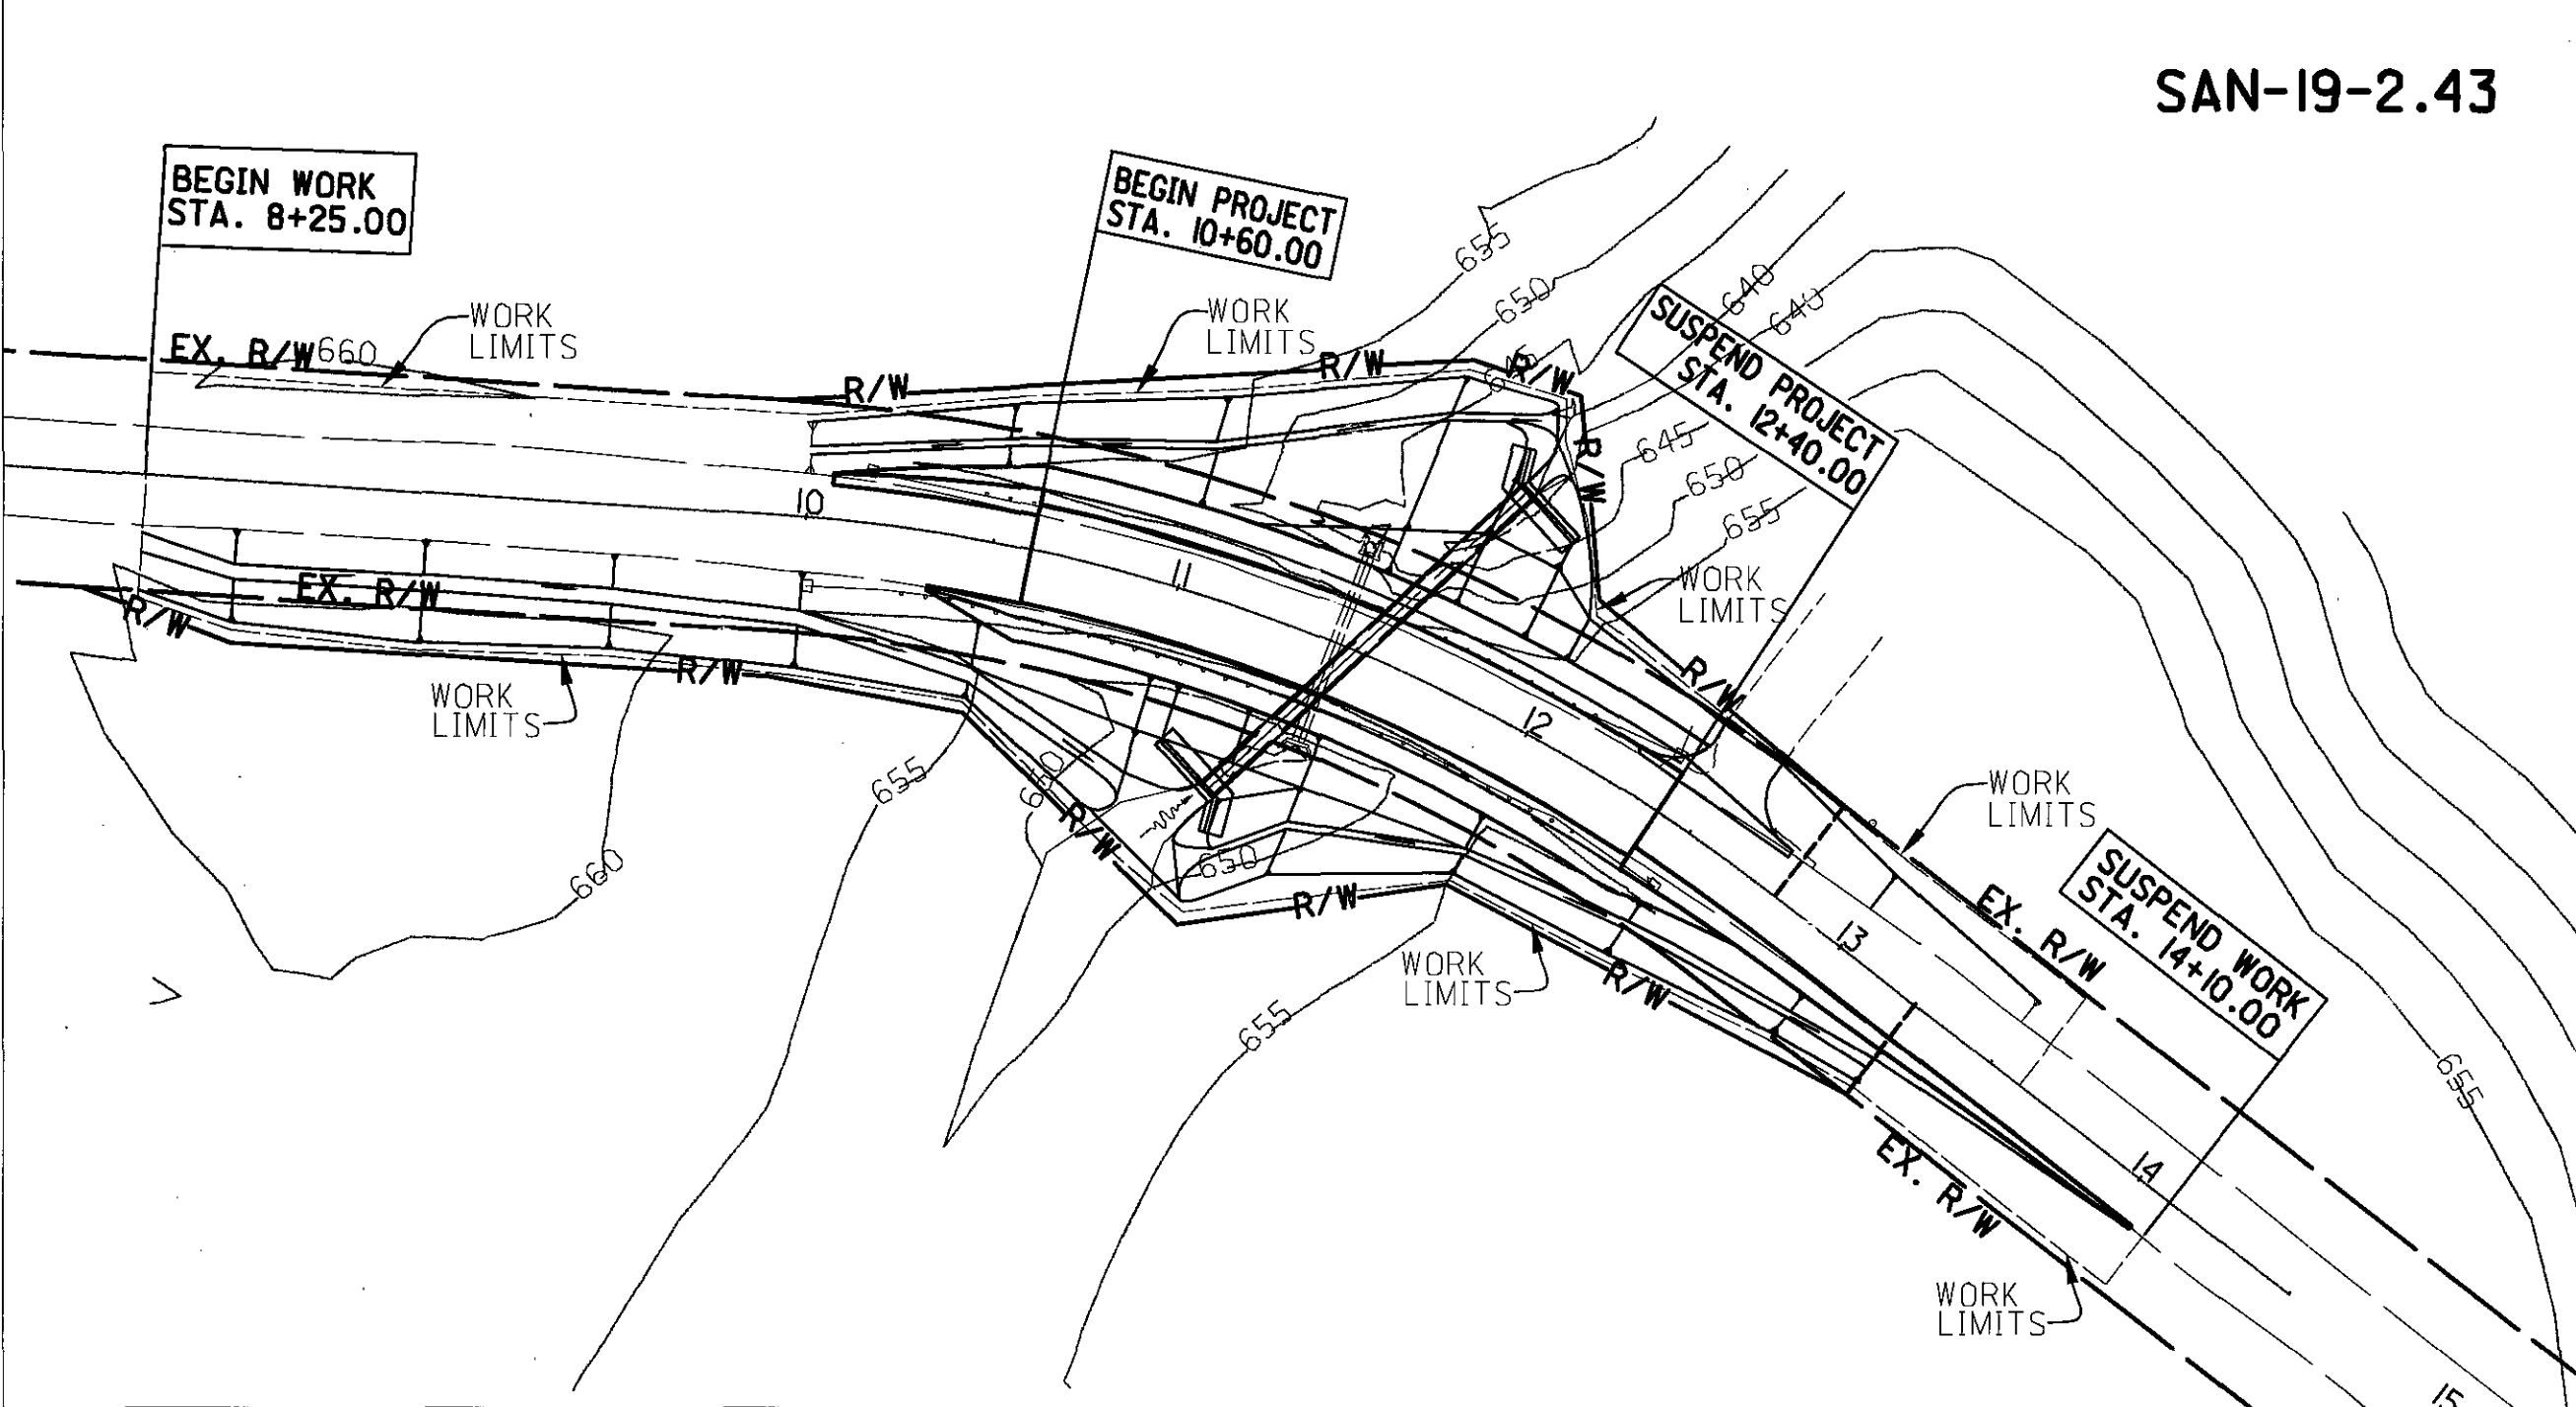 SAN-19-2.43
BEGIN WORK
STA. 8+25.00
BEGIN PROJECT
STA. 10+60.00
SUSPEND PROJECT
STA. 12+40.00
SUSPEND WORK
STA. 14+10.00
655
650
640
640
WORK
LIMITS
WORK
LIMITS
EX. R/W
660
R/W
R/W
R/W
645
R/W
645
650
655
10
11
WORK
LIMITS
EX. R/W
R/W
R/W
R/W
WORK
LIMITS
12
655
650
R/W
650
R/W
660
WORK
LIMITS
EX. R/W
13
WORK
LIMITS
R/W
655
655
14
EX. R/W
WORK
LIMITS
15